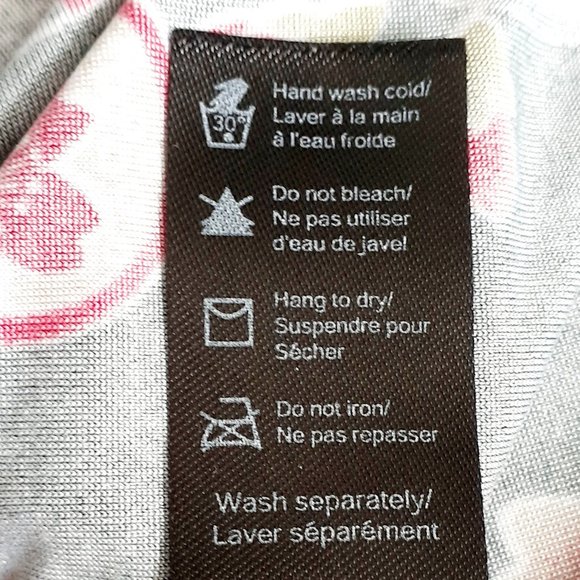 Hand wash cold/
Laver à la main
à l'eau froide
30°
Do not bleach/
Ne pas utiliser
d'eau de javel
Hang to dry/
Suspendre pour
Sécher
Do not iron/
Ne pas repasser
Wash separately/
Laver séparément